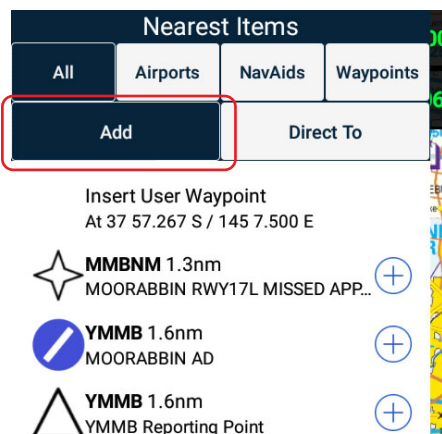 Nearest Items
All Airports NavAids Waypoints
Add Direct To
Insert User Waypoint
At 37 57.267 S / 145 7.500 E
MMBNM 1.3nm
MOORABBIN RWY17L MISSED APP...
YMMB 1.6nm
MOORABBIN AD
YMMB 1.6nm
YMMB Reporting Point